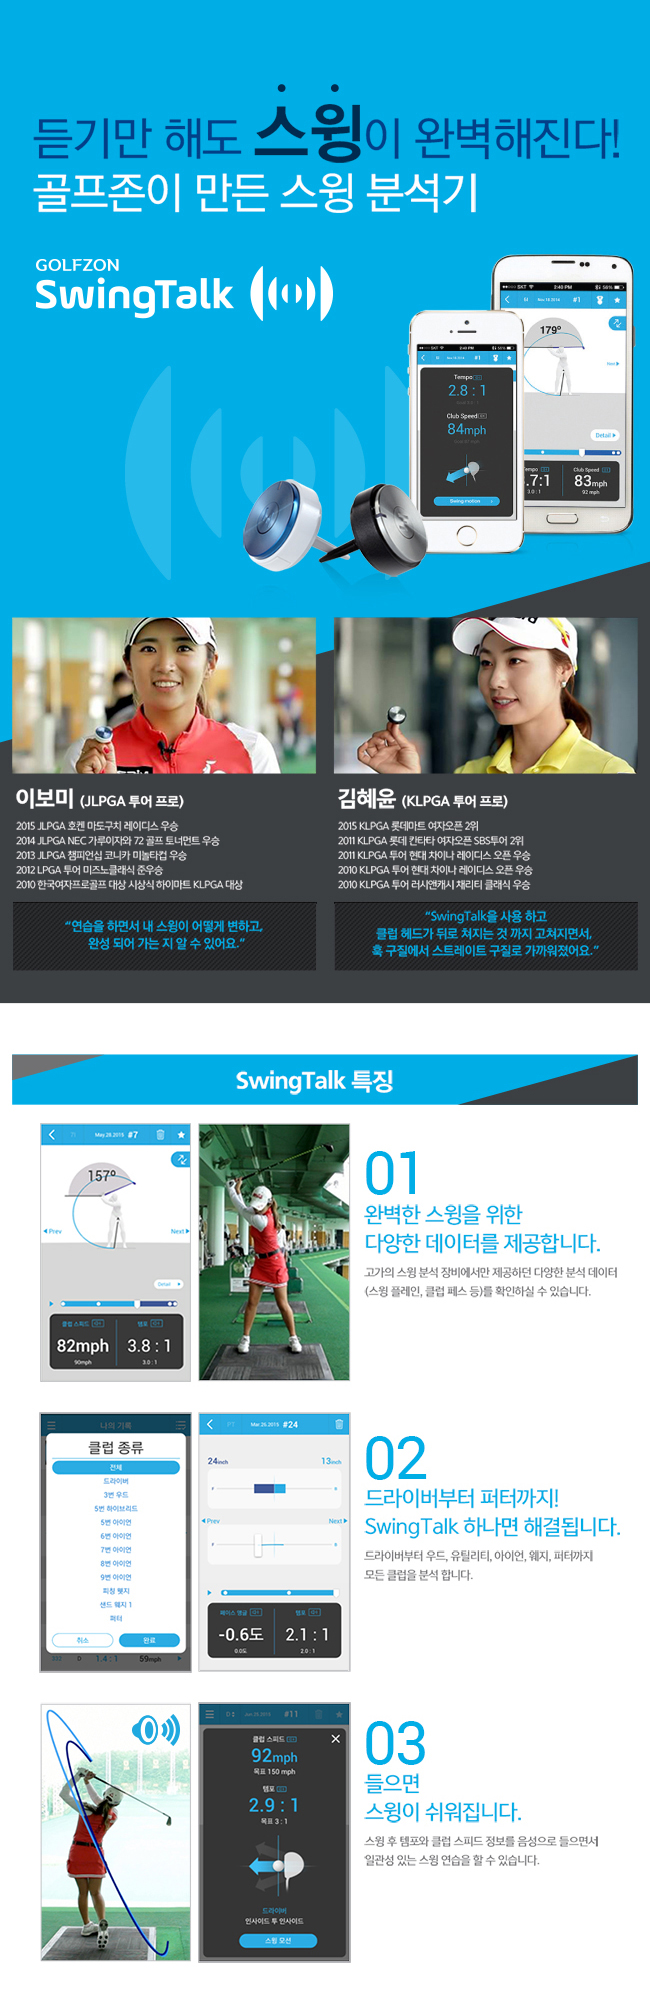 듣기만 해도 스윙이 완벽해진다!
골프존이 만든 스윙 분석기
GOLFZON
SwingTalk
SKT 2:40 PM
#1
Tempo
2.8 : 1
Club Speed
84mph
Swing motion
SKT 2:40 PM 56%
#1
179º
Next
Detail
Tempo
.7:1
3.0 : 1
Club Speed
83mph
92 mph
이보미 (JLPGA 투어 프로)
2015 JLPGA 호켄 마도구치 레이디스 우승
2014 JLPGA NEC 가루이자와 72 골프 토너먼트 우승
2013 JLPGA 챔피언십 코니카 미놀타컵 우승
2012 LPGA 투어 미즈노클래식 준우승
2010 한국여자프로골프 대상 시상식 하이마트 KLPGA 대상
“연습을 하면서 내 스윙이 어떻게 변하고,
완성 되어 가는 지 알 수 있어요.”
김혜윤 (KLPGA 투어 프로)
2015 KLPGA 롯데마트 여자오픈 2위
2011 KLPGA 롯데 칸타타 여자오픈 SBS투어 2위
2011 KLPGA 투어 현대 차이나 레이디스 오픈 우승
2010 KLPGA 투어 현대 차이나 레이디스 오픈 우승
2010 KLPGA 투어 러시앤캐시 채리티 클래식 우승
“SwingTalk을 사용 하고
클럽 헤드가 뒤로 쳐지는 것 까지 고쳐지면서,
훅 구질에서 스트레이트 구질로 가까워졌어요.”
SwingTalk 특징
May.29.2015 #7
157º
Prev
Next
Detail
클럽 스피드
82mph
90mph
템포
3.8 : 1
3.0 : 1
01
완벽한 스윙을 위한
다양한 데이터를 제공합니다.
고가의 스윙 분석 장비에서만 제공하던 다양한 분석 데이터
(스윙 플레인, 클럽 페스 등)를 확인하실 수 있습니다.
나의 기록
클럽 종류
전체
드라이버
3번 우드
5번 하이브리드
5번 아이언
6번 아이언
7번 아이언
8번 아이언
9번 아이언
피칭 웻지
샌드 웨지 1
퍼터
취소
완료
D
1.4 : 1
59mph
PT
Mar.25.2015 #24
24inch
13inch
Prev
Next
페이스 앵글
-0.6도
0.0도
템포
2.1 : 1
2.0 : 1
02
드라이버부터 퍼터까지!
SwingTalk 하나면 해결됩니다.
드라이버부터 우드, 유틸리티, 아이언, 웨지, 퍼터까지
모든 클럽을 분석 합니다.
#11
클럽 스피드
92mph
목표 150 mph
템포
2.9 : 1
목표 3 : 1
드라이버
인사이드 투 인사이드
스윙 모션
03
들으면
스윙이 쉬워집니다.
스윙 후 템포와 클럽 스피드 정보를 음성으로 들으면서
일관성 있는 스윙 연습을 할 수 있습니다.